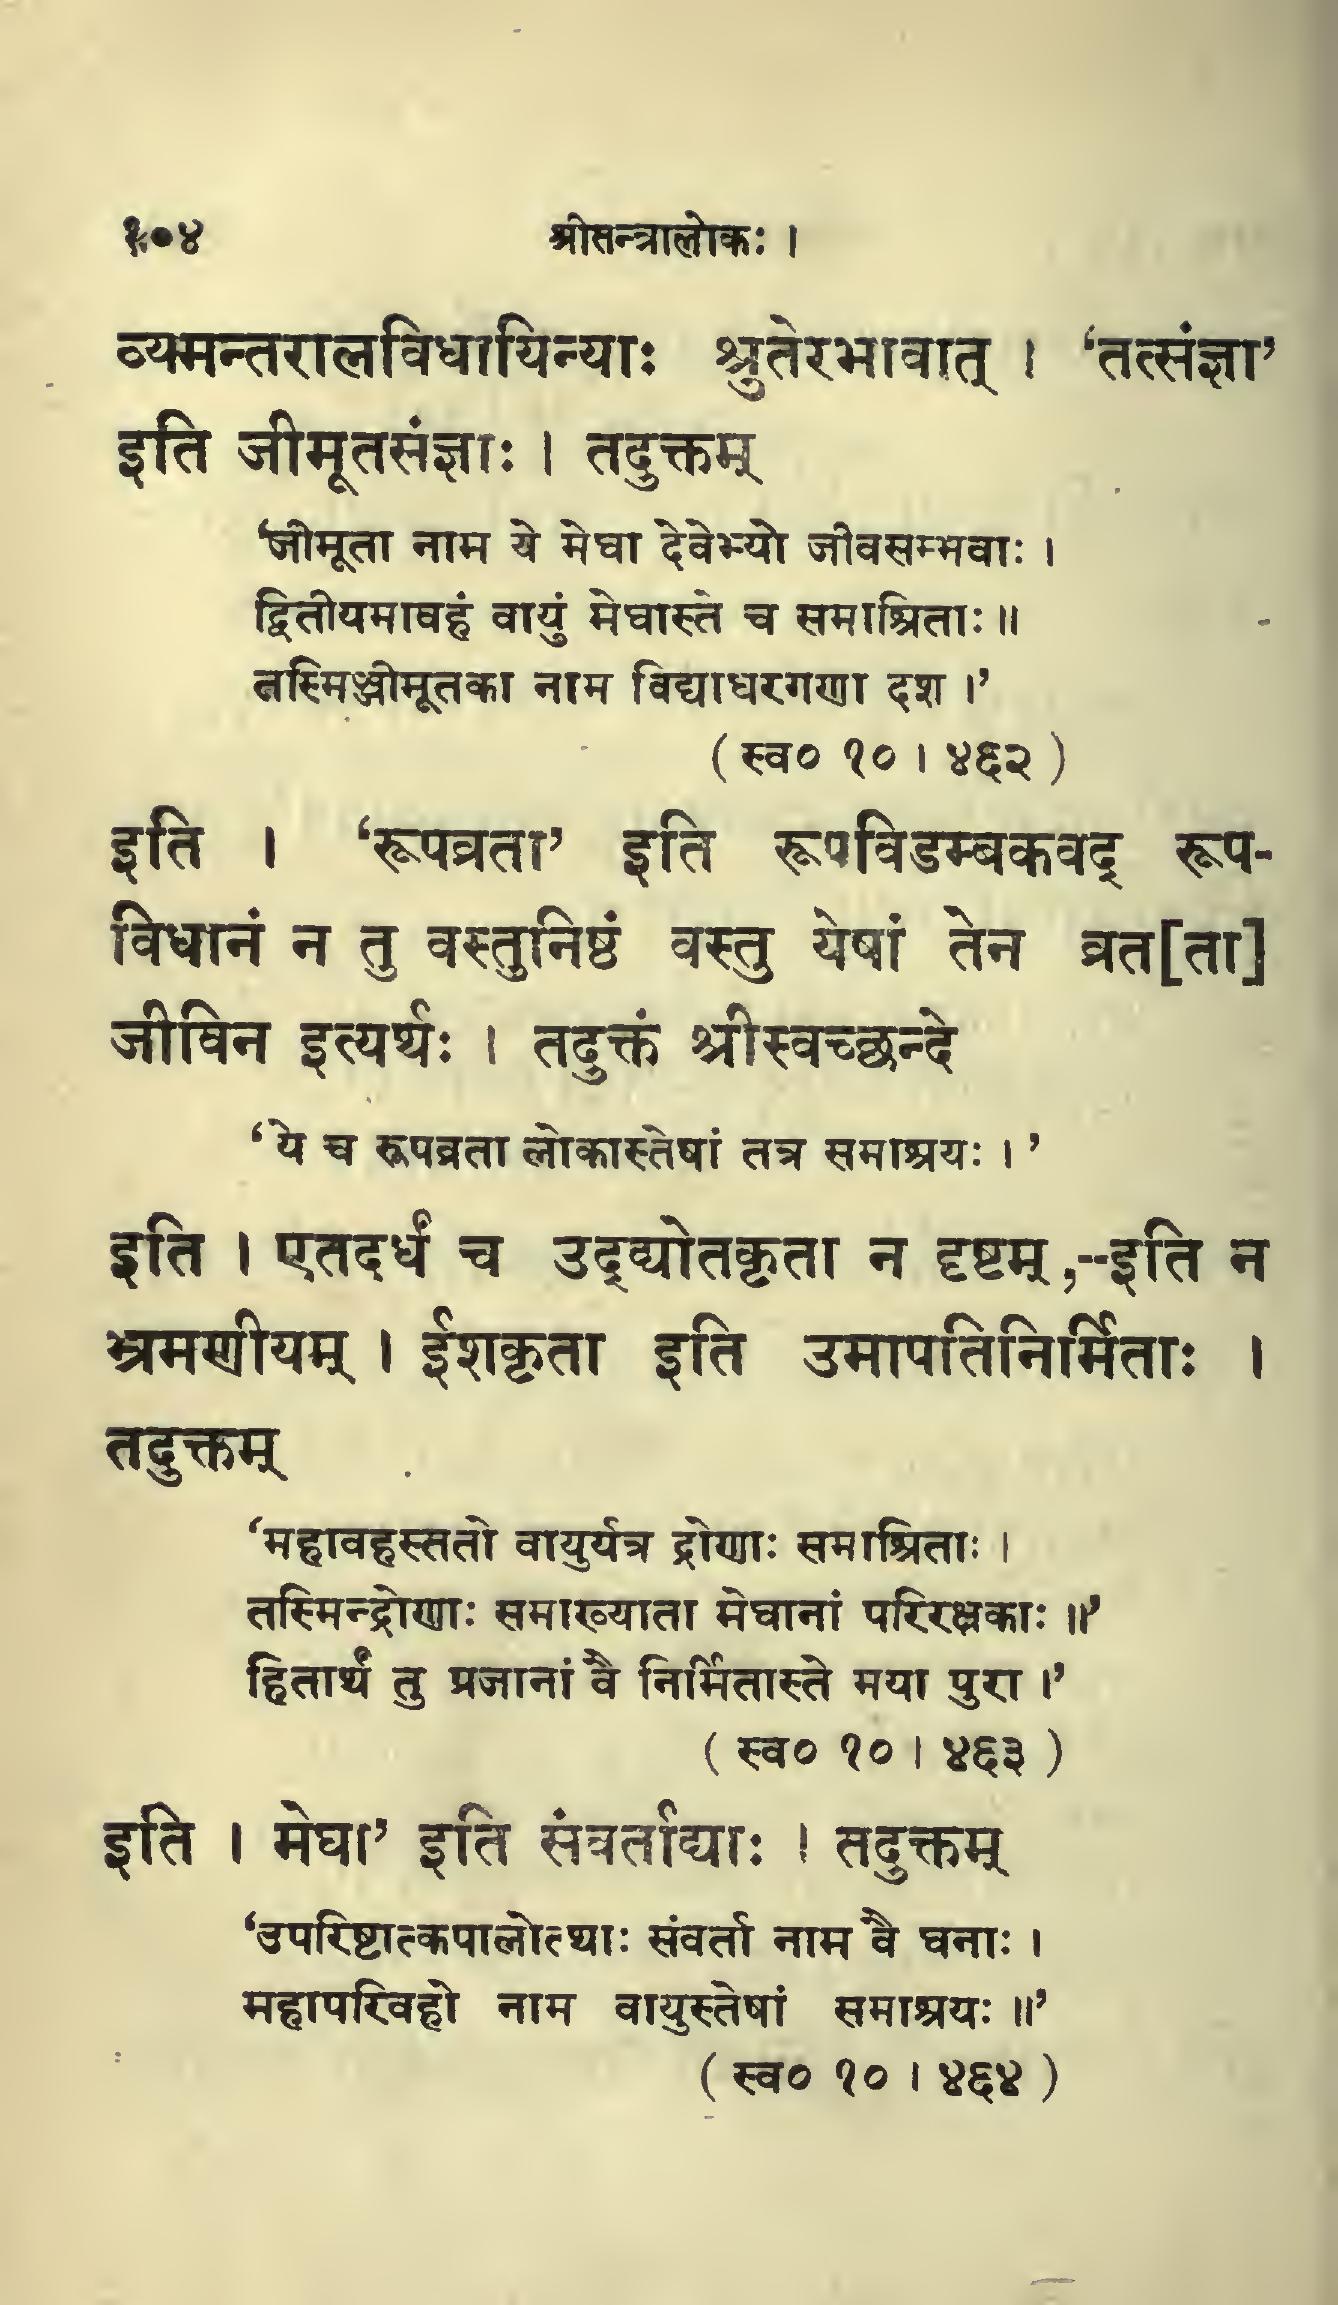 १०४ श्रीतन्त्रालोकः ।
व्यमन्तरालविधायिन्याः श्रुतेरभावात् । ‘तत्संज्ञा’
इति जीमूतसंज्ञाः । तदुक्तम्
‘जीमूता नाम ये मेघा देवेभ्यो जीवसम्भवाः ।
द्वितीयमावहं वायुं मेघास्ते च समाश्रिताः ॥
तस्मिञ्जीमूतका नाम विद्याधरगणा दश ।’
( स्व० १० । ४६२ )
इति । ‘रूपव्रता’ इति रूपविडम्बकवद् रूप-
विधानं न तु वस्तुनिष्ठं वस्तु येषां तेन व्रत[ता]
जीविन इत्यर्थः । तदुक्तं श्रीस्वच्छन्दे
‘ ये च रूपव्रता लोकास्तेषां तत्र समाश्रयः । ’
इति । एतदर्धं च उद्द्योतकृता न दृष्टम् ,--इति न
भ्रमणीयम् । ईशकृता इति उमापतिनिर्मिताः ।
तदुक्तम्
‘महावहस्ततो वायुर्यत्र द्रोणाः समाश्रिताः ।
तस्मिन्द्रोणाः समाख्याता मेघानां परिरक्षकाः ॥’
हितार्थं तु प्रजानां वै निर्मितास्ते मया पुरा ।’
( स्व० १० । ४६३ )
इति । मेघा’ इति संवर्ताद्याः । तदुक्तम्
‘उपरिष्टात्कपालोत्थाः संवर्ता नाम वै घनाः ।
महापरिवहो नाम वायुस्तेषां समाश्रयः ॥’
( स्व० १० । ४६४ )